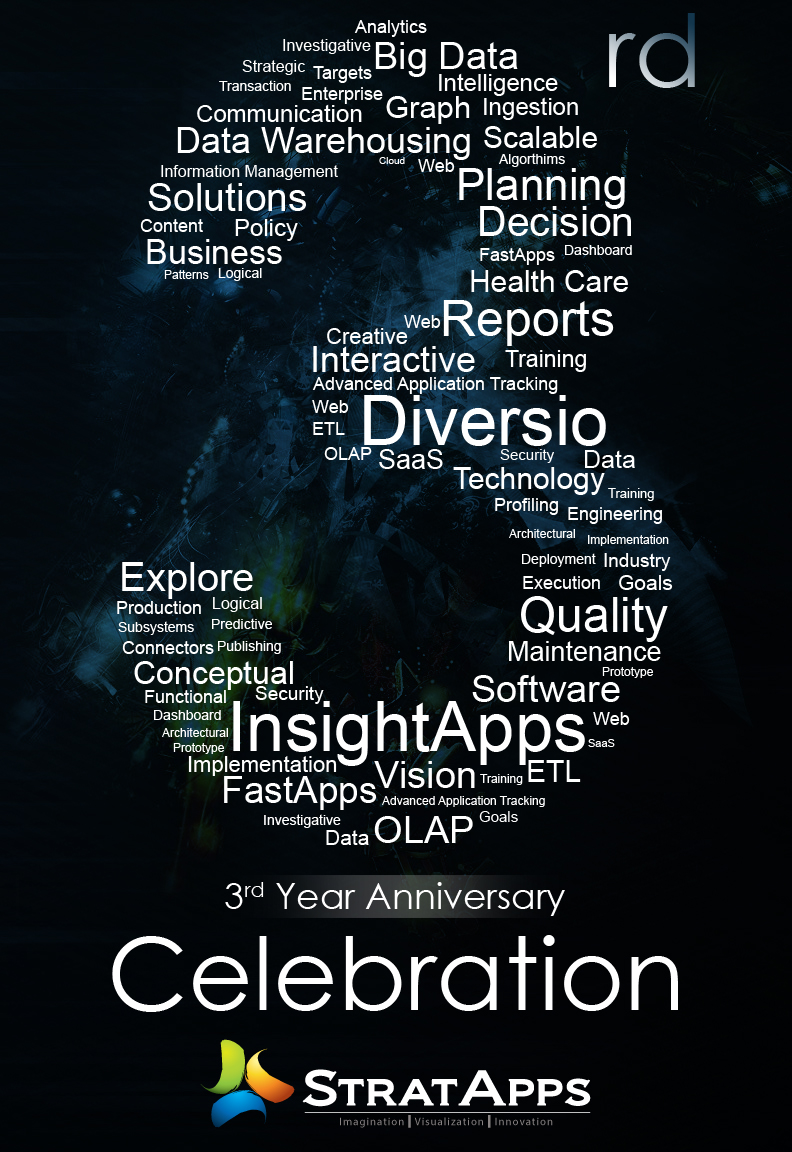 Analytics
rd
Investigative Big Data
Strategic Targets
Transaction Enterprise Intelligence
Communication Graph Ingestion
Data Warehousing Scalable
Cloud Web Algorthims
Information Management Planning
Solutions
Content Policy Decision
Business FastApps Dashboard
Patterns Logical
Health Care
Web Reports
Creative
Interactive Training
Advanced Application Tracking
Web Diversio
ETL
OLAP SaaS Security Data
Technology Training
Profiling Engineering
Architectural Implementation
Deployment Industry
Explore Execution Goals
Production Logical Quality
Subsystems Predictive
Connectors Publishing Maintenance
Conceptual Prototype
Functional Security Software
Dashboard InsightApps Web
Architectural
Prototype SaaS
Implementation Vision Training ETL
FastApps Advanced Application Tracking
Investigative Goals
Data OLAP
3rd Year Anniversary
Celebration
STRATAPPS
Imagination | Visualization | Innovation